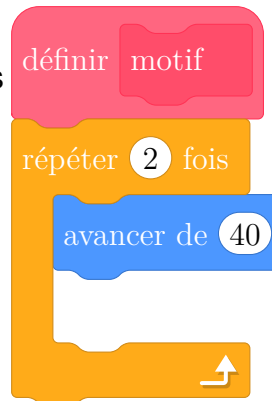 s
définir motif
répéter 2 fois
avancer de 40